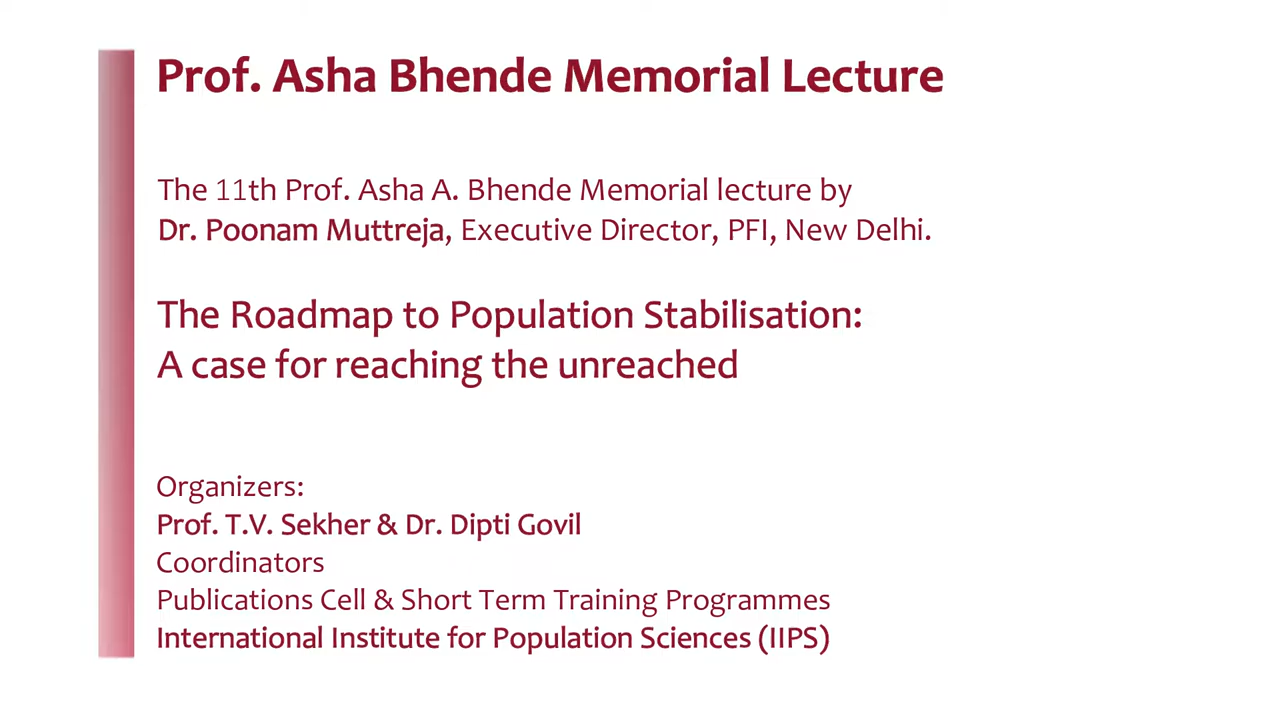 Prof. Asha Bhende Memorial Lecture
The 11th Prof. Asha A. Bhende Memorial lecture by
Dr. Poonam Muttreja, Executive Director, PFI, New Delhi.
The Roadmap to Population Stabilisation:
A case for reaching the unreached
Organizers:
Prof. T.V. Sekher & Dr. Dipti Govil
Coordinators
Publications Cell & Short Term Training Programmes
International Institute for Population Sciences (IIPS)